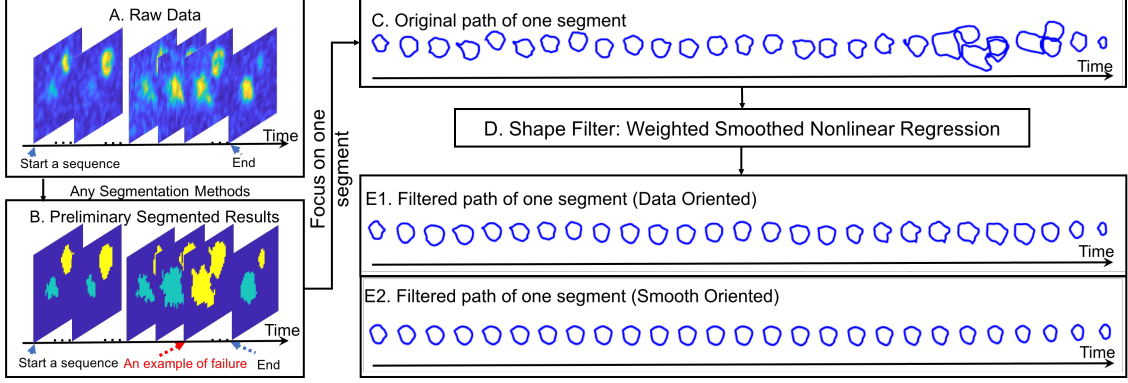 A. Raw Data
Time
Start a sequence
End
Any Segmentation Methods
B. Preliminary Segmented Results
Time
Start a sequence
An example of failure
End
Focus on one
segment
C. Original path of one segment
Time
D. Shape Filter: Weighted Smoothed Nonlinear Regression
E1. Filtered path of one segment (Data Oriented)
Time
E2. Filtered path of one segment (Smooth Oriented)
Time